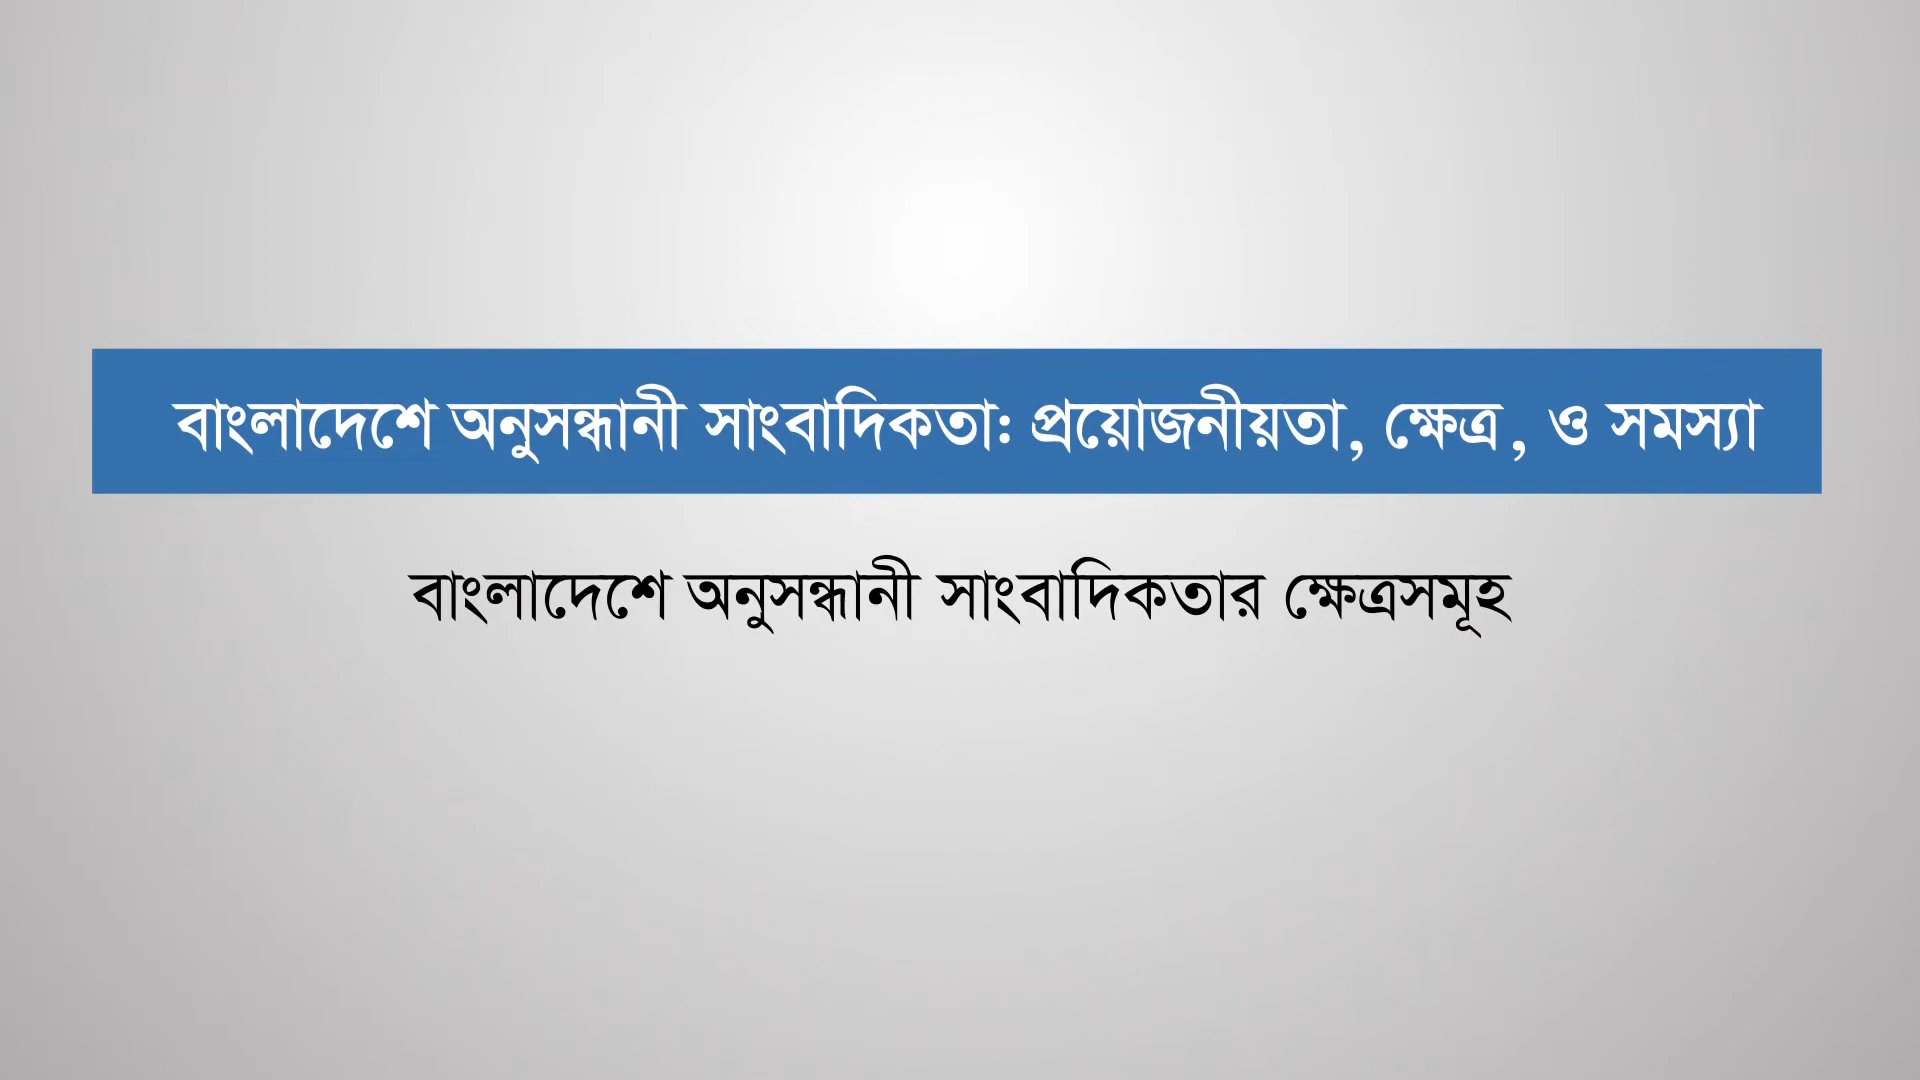 বাংলাদেশে অনুসন্ধানী সাংবাদিকতাঃ প্রয়োজনীয়তা, ক্ষেত্র, ও সমস্যা
বাংলাদেশে অনুসন্ধানী সাংবাদিকতার ক্ষেত্রসমূহ